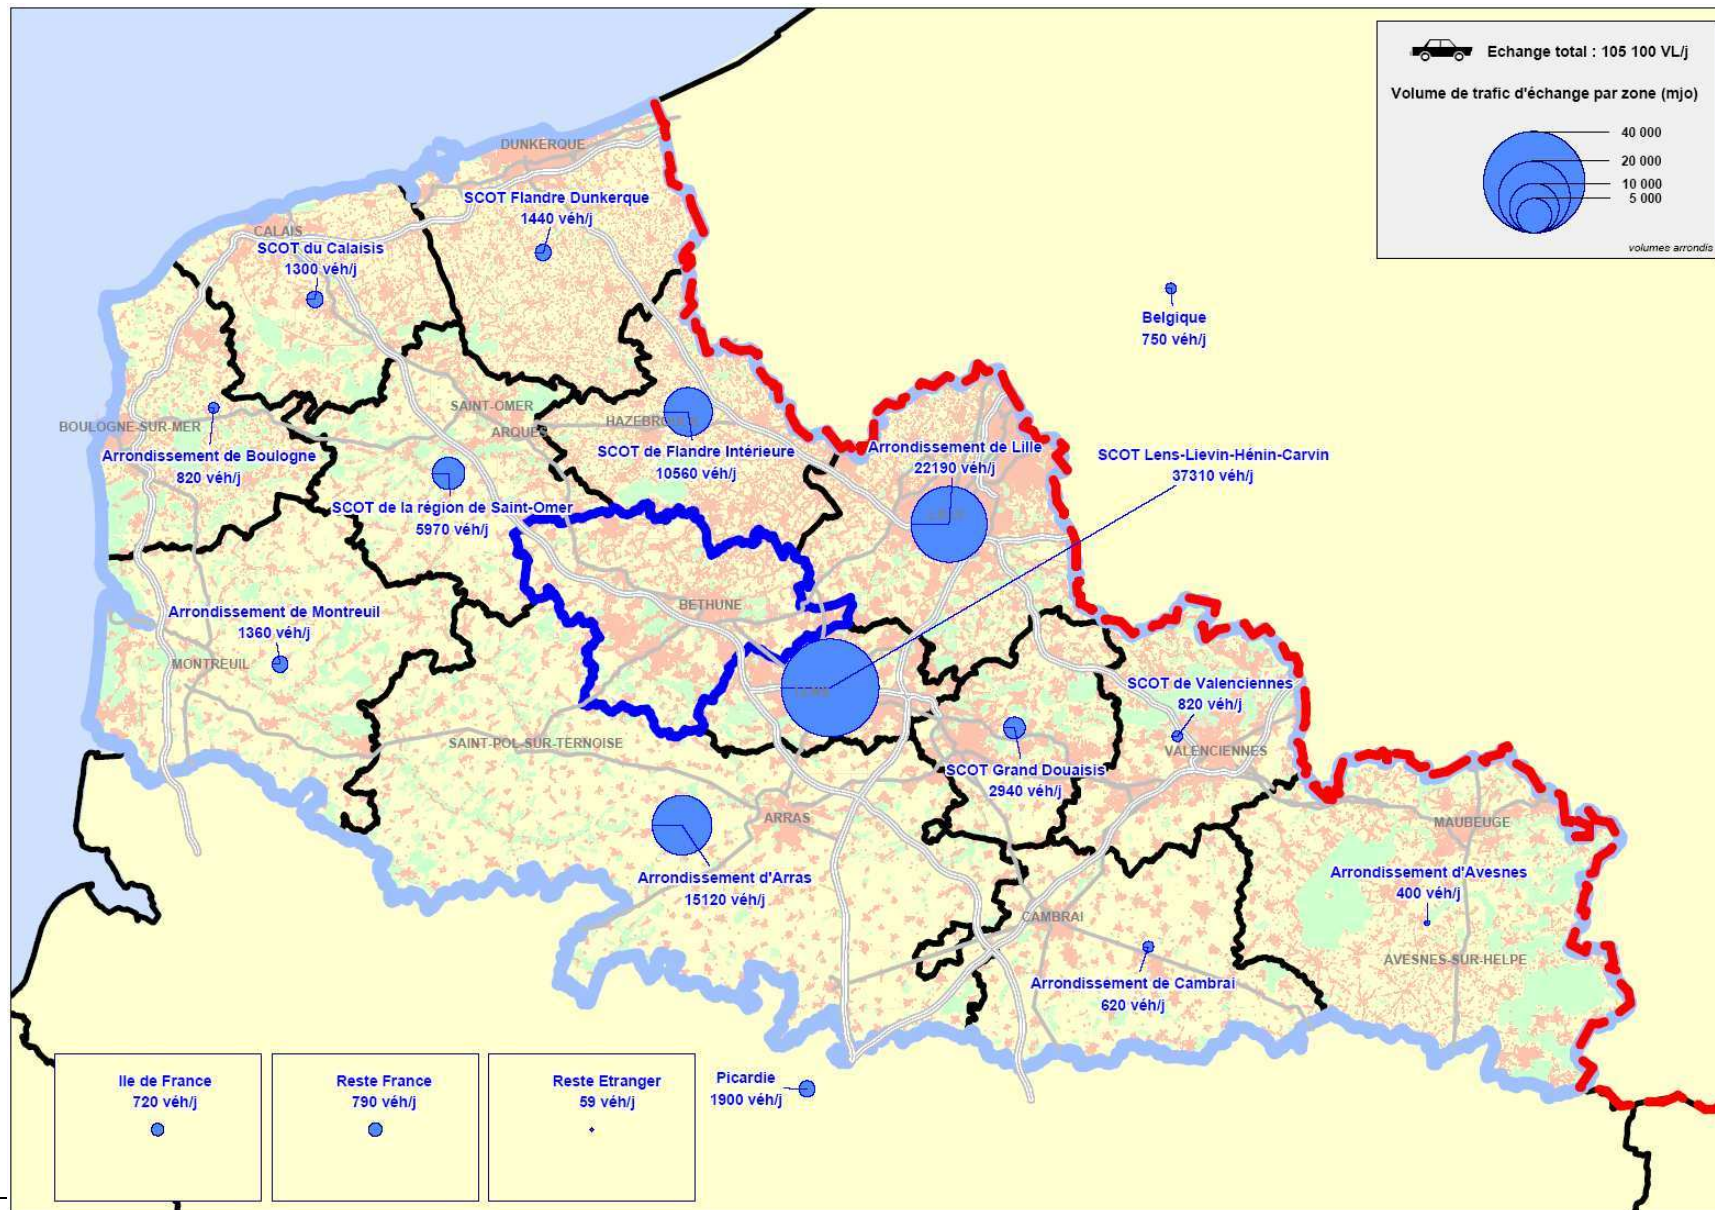 Echange total : 105 100 VL/j
Volume de trafic d'échange par zone (mjo)
40 000
20 000
10 000
5 000
volumes arrondis
DUNKERQUE
SCOT Flandre Dunkerque
1440 véh/j
CALAIS
SCOT du Calaisis
1300 véh/j
Belgique
750 véh/j
SAINT-OMER
BOULOGNE-SUR-MER
ARQUES
Arrondissement de Boulogne
820 véh/j
SCOT de Flandre Intérieure
10560 véh/j
Arrondissement de Lille
22190 véh/j
SCOT Lens-Lievin-Hénin-Carvin
37310 véh/j
SCOT de la région de Saint-Omer
5970 véh/j
BETHUNE
Arrondissement de Montreuil
1360 véh/j
MONTREUIL
SCOT de Valenciennes
820 véh/j
SAINT-POL-SUR-TERNOISE
VALENCIENNES
SCOT Grand Douaisis
2940 véh/j
ARRAS
MAUBEUGE
Arrondissement d'Arras
15120 véh/j
Arrondissement d'Avesnes
400 véh/j
CAMBRAI
AVESNES-SUR-HELPE
Arrondissement de Cambrai
620 véh/j
Ile de France
720 véh/j
Reste France
790 véh/j
Reste Etranger
59 véh/j
Picardie
1900 véh/j